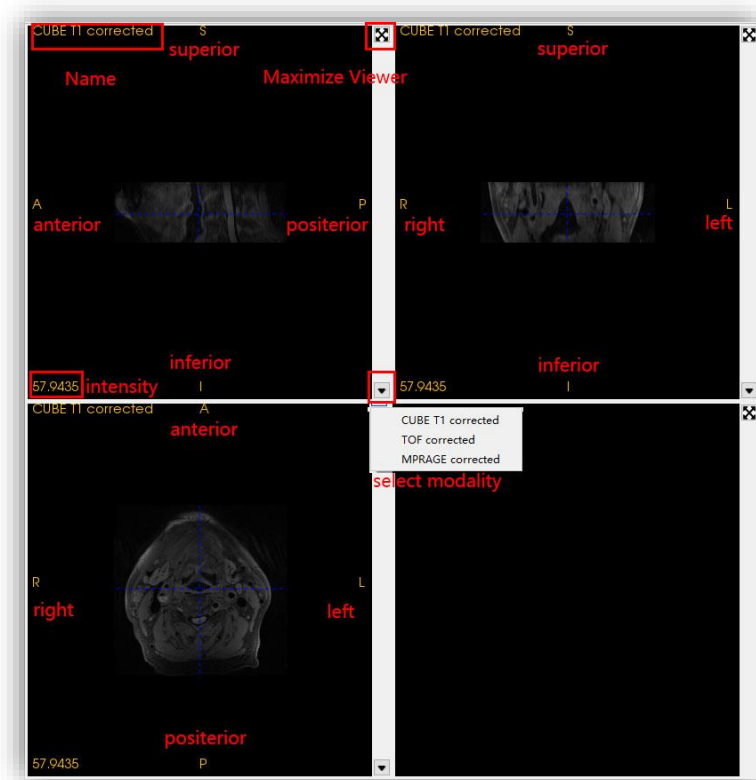 CUBE T1 corrected S
superior
Name
Maximize Viewer
A P
anterior
positerior
inferior
57.9435 intensity I
CUBE T1 corrected S
superior
R L
right
left
inferior
57.9435 I
CUBE T1 corrected A
anterior
R L
right
left
positerior
57.9435 P
CUBE T1 corrected
TOF corrected
MPRAGE corrected
select modality